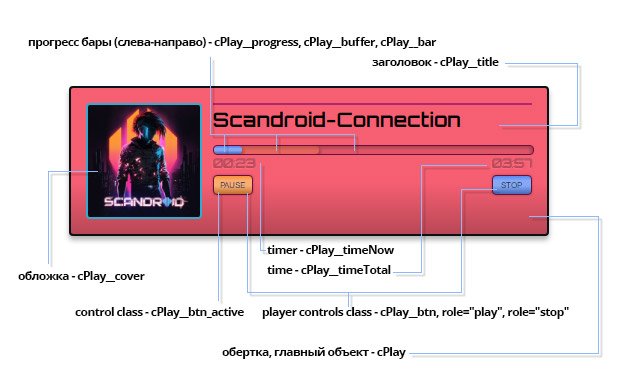 прогресс бары (слева-направо) - cPlay__progress, cPlay__buffer, cPlay__bar
заголовок - cPlay__title
Scandroid-Connection
00:23
03:57
SCANDROID
PAUSE
STOP
timer - cPlay__timeNow
time - cPlay__timeTotal
обложка - cPlay__cover
control class - cPlay__btn_active
player controls class - cPlay__btn, role="play", role="stop"
обертка, главный объект - cPlay